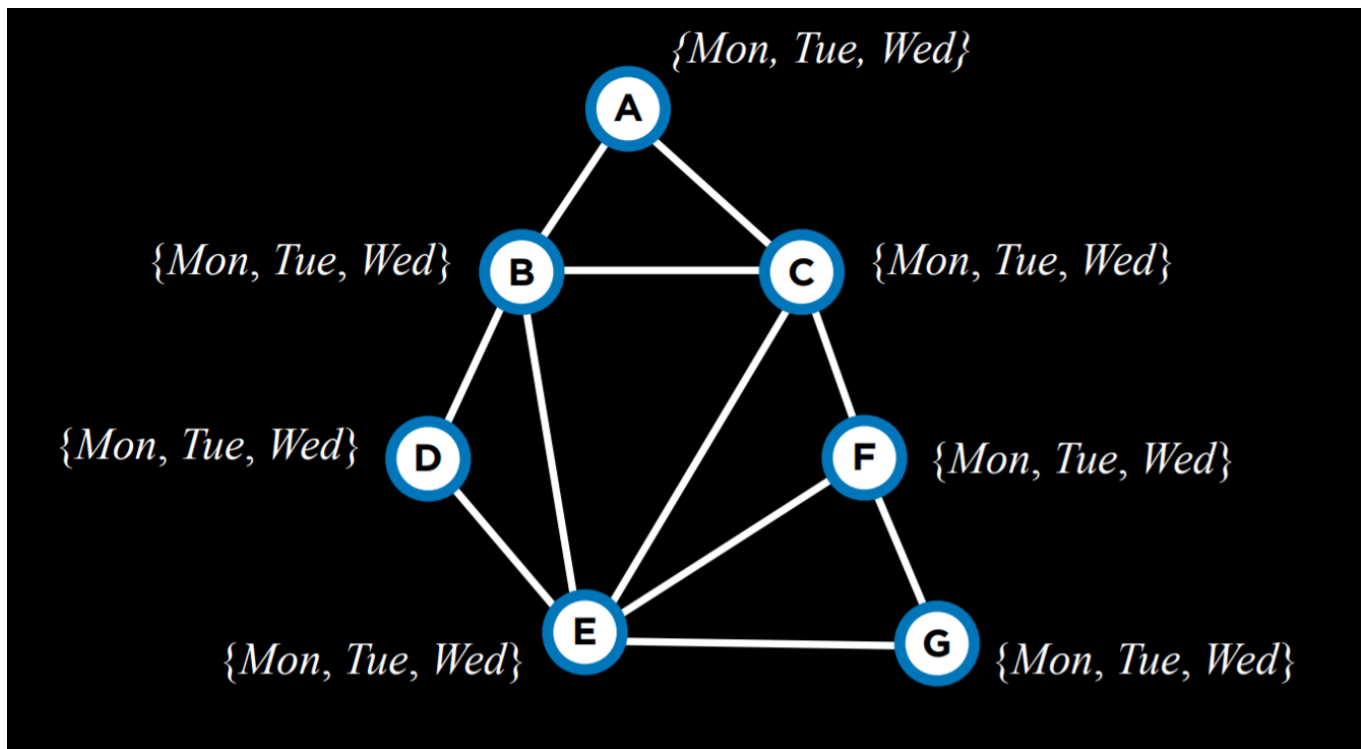 {Mon, Tue, Wed}
A
{Mon, Tue, Wed}
B
C
{Mon, Tue, Wed}
{Mon, Tue, Wed}
D
F
{Mon, Tue, Wed}
{Mon, Tue, Wed}
E
G
{Mon, Tue, Wed}